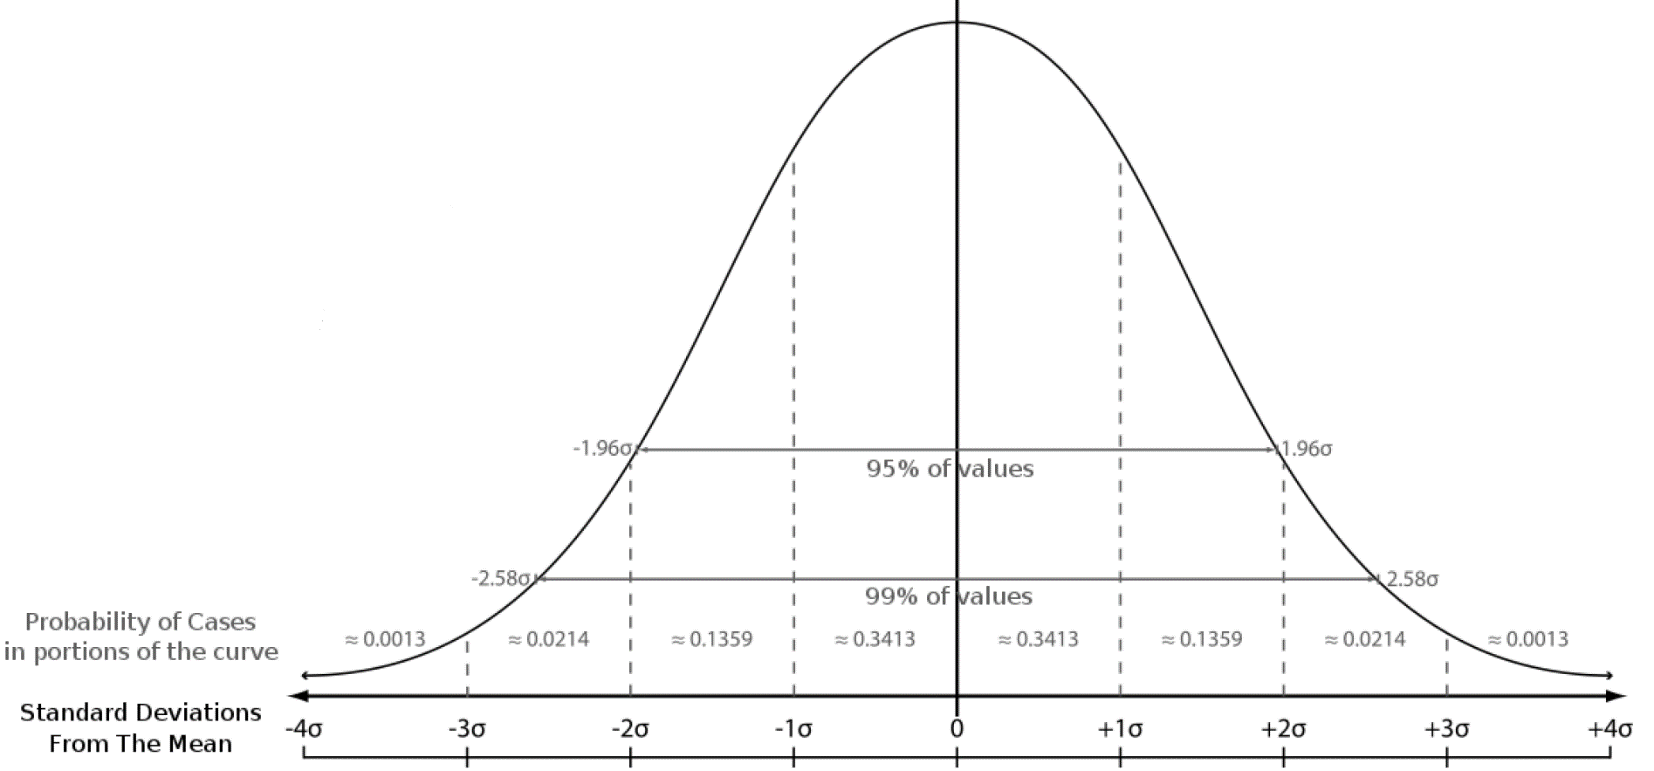 -1.96σ
1.96σ
95% of values
-2.58σ
2.58σ
99% of values
Probability of Cases
in portions of the curve
≈ 0.0013 ≈ 0.0214 ≈ 0.1359 ≈ 0.3413 ≈ 0.3413 ≈ 0.1359 ≈ 0.0214 ≈ 0.0013
Standard Deviations
From The Mean
-4σ -3σ -2σ -1σ 0 +1σ +2σ +3σ +4σ